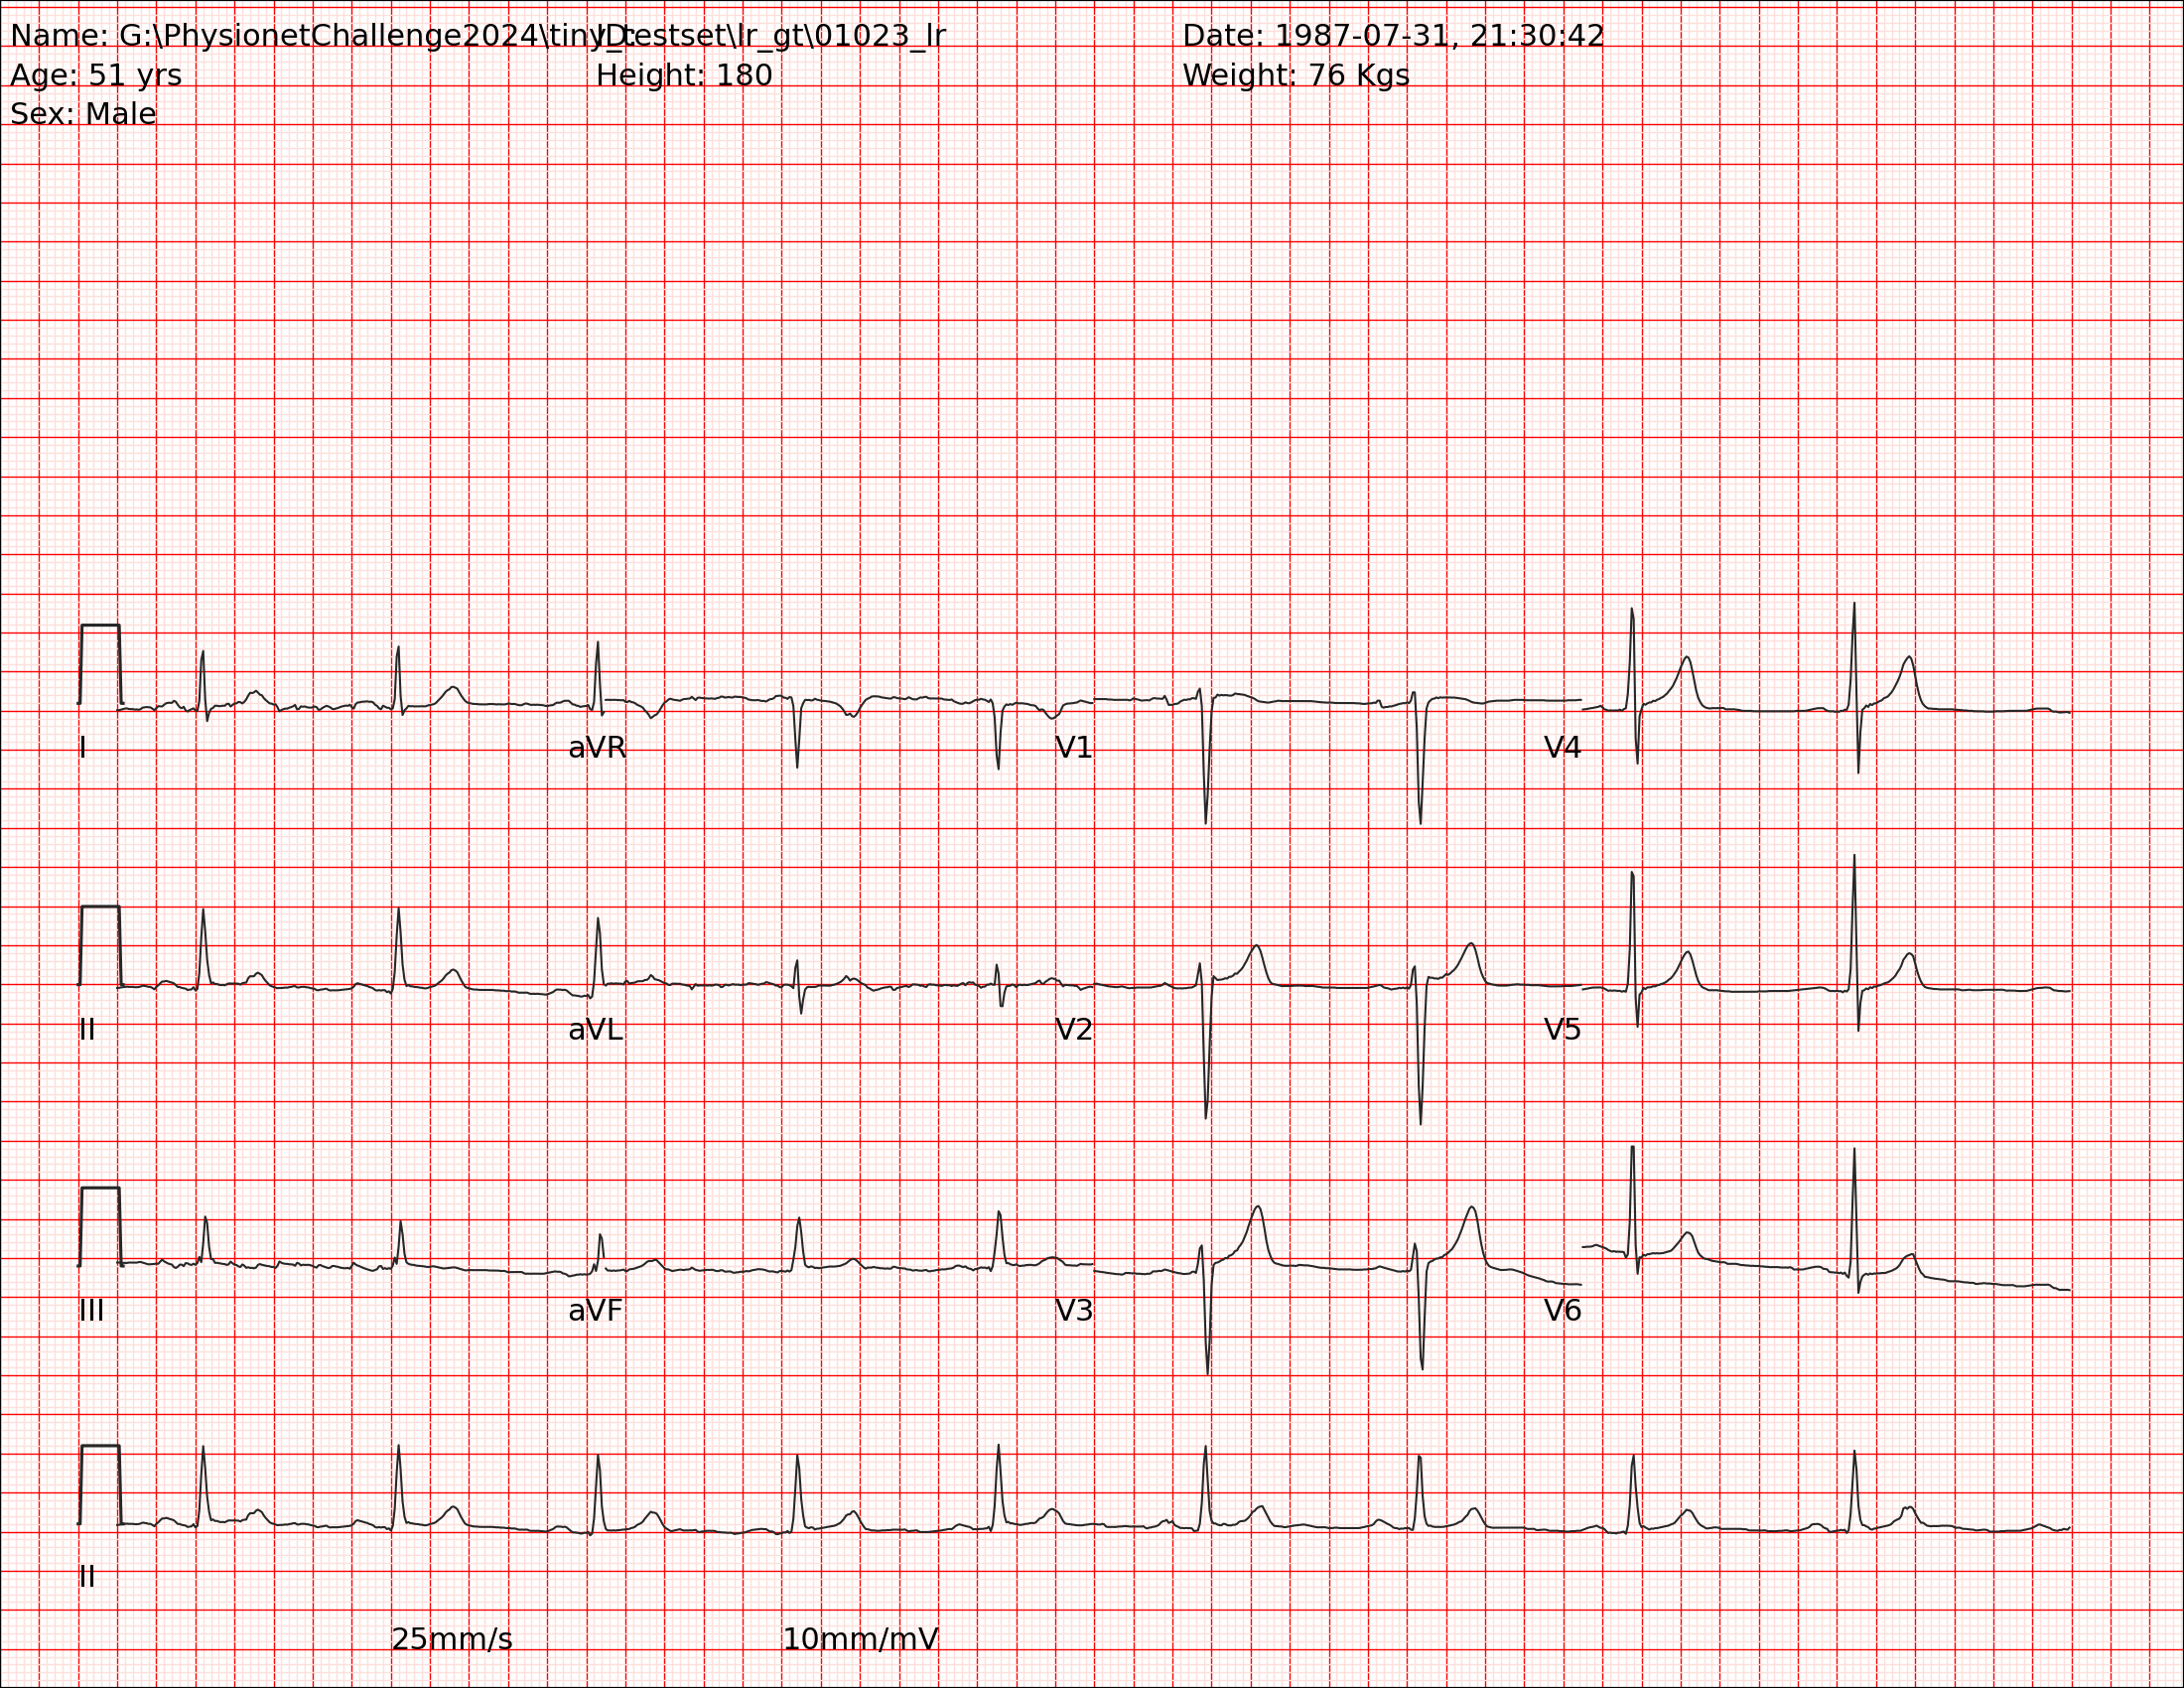 Name: G:\PhysionetChallenge2024\tiny_testset\lr_gt\01023_lr ID: Date: 1987-07-31, 21:30:42
Age: 51 yrs Height: 180 Weight: 76 Kgs
Sex: Male
I aVR V1 V4
II aVL V2 V5
III aVF V3 V6
II
25mm/s 10mm/mV